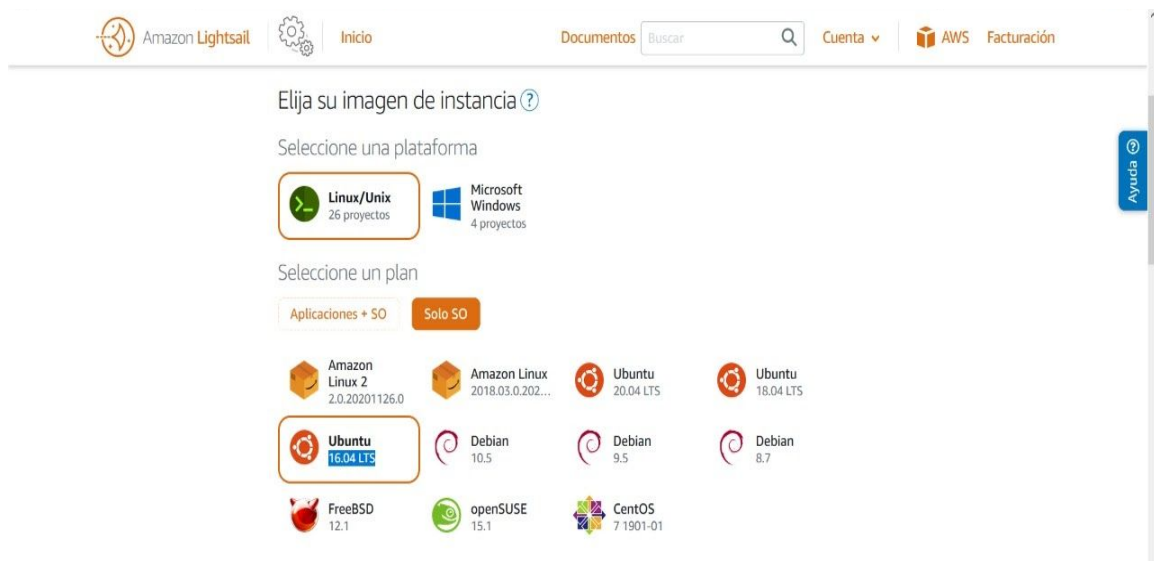 Amazon Lightsail
Inicio
Documentos
Buscar
Cuenta
AWS
Facturación
Elija su imagen de instancia ?
Ayuda ?
Seleccione una plataforma
Linux/Unix
26 proyectos
Microsoft
Windows
4 proyectos
Seleccione un plan
Aplicaciones + SO
Solo SO
Amazon
Linux 2
2.0.20201126.0
Amazon Linux
2018.03.0.202...
Ubuntu
20.04 LTS
Ubuntu
18.04 LTS
Ubuntu
16.04 LTS
Debian
10.5
Debian
9.5
Debian
8.7
FreeBSD
12.1
openSUSE
15.1
CentOS
7 1901-01